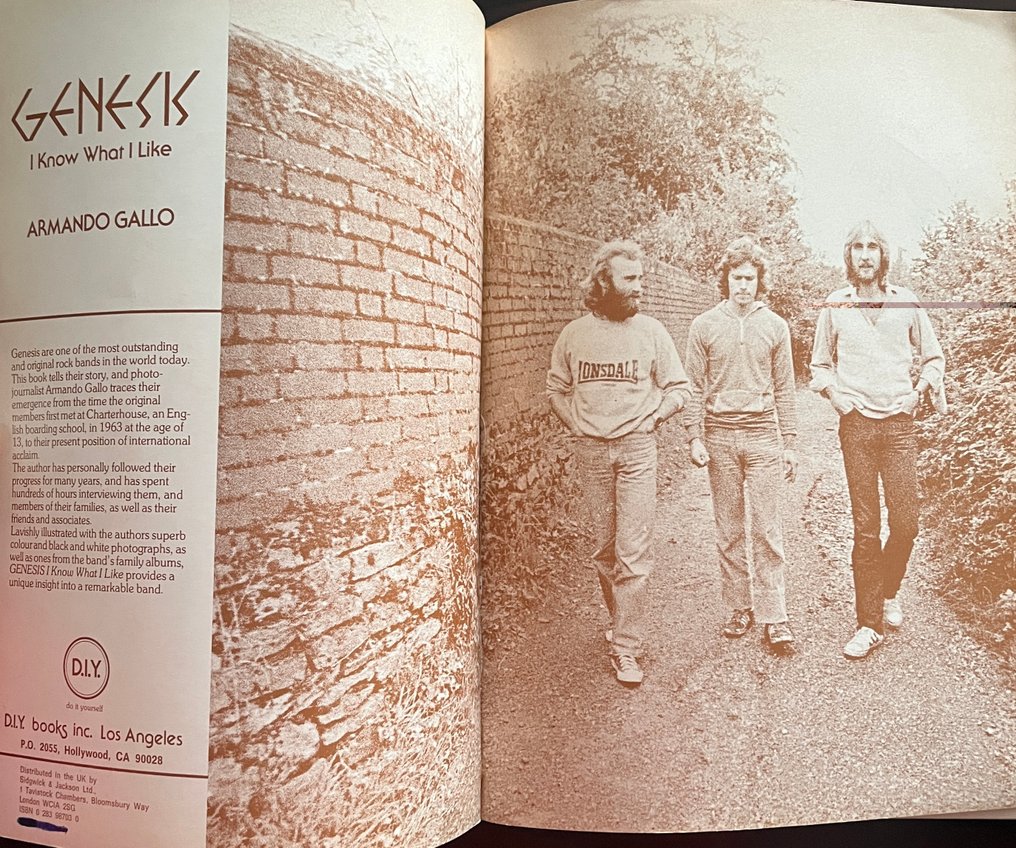 GENESIS
I Know What I Like
ARMANDO GALLO
Genesis are one of the most outstanding
and original rock bands in the world today.
This book tells their story, and photo-
journalist Armando Gallo traces their
emergence from the time the original
members first met at Charterhouse, an Eng-
lish boarding school, in 1963 at the age of
13, to their present position of international
acclaim.
The author has personally followed their
progress for many years, and has spent
hundreds of hours interviewing them, and
members of their families, as well as their
friends and associates.
Lavishly illustrated with the authors superb
colour and black and white photographs, as
well as ones from the band's family albums,
GENESIS I Know What I Like provides a
unique insight into a remarkable band.
D.I.Y.
do it yourself
D.I.Y. books inc. Los Angeles
P.O. 2055, Hollywood, CA 90028
Distributed in the UK by
Sidgwick & Jackson Ltd.,
1 Tavistock Chambers, Bloomsbury Way
London WC1A 2SG
ISBN 0 283 98703 0
LONSDALE